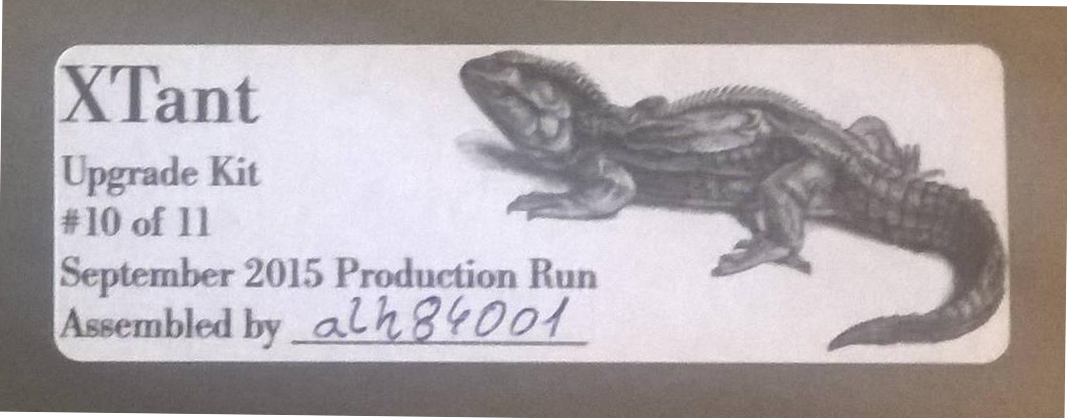 XTant
Upgrade Kit
#10 of 11
September 2015 Production Run
Assembled by alh84001